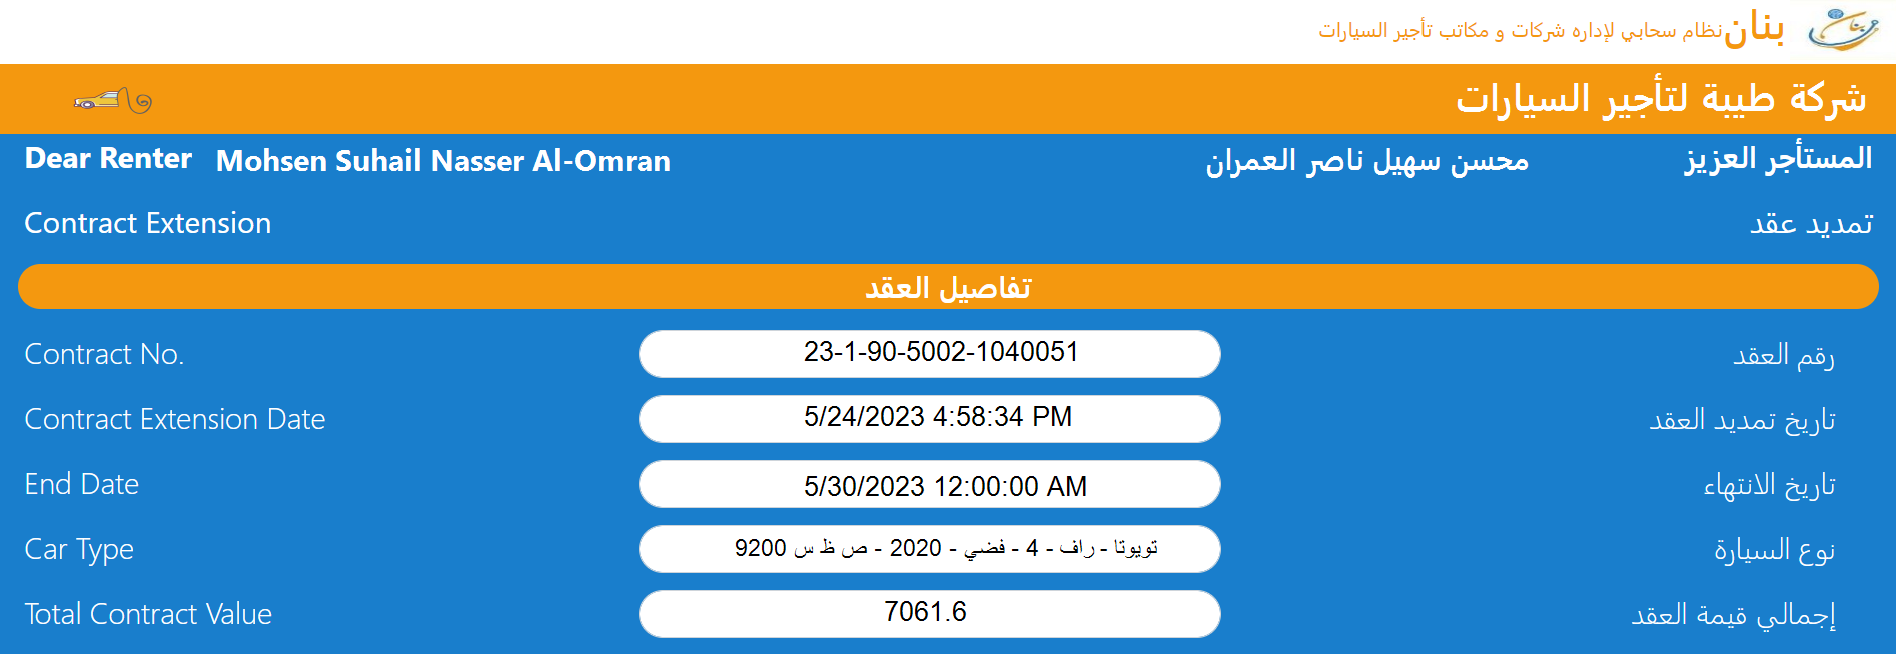 بنان نظام سحابي لإداره شركات و مكاتب تأجير السيارات
شركة طيبة لتأجير السيارات
Dear Renter Mohsen Suhail Nasser Al-Omran محسن سهيل ناصر العمران المستأجر العزيز
Contract Extension تمديد عقد
تفاصيل العقد
Contract No. 23-1-90-5002-1040051 رقم العقد
Contract Extension Date 5/24/2023 4:58:34 PM تاريخ تمديد العقد
End Date 5/30/2023 12:00:00 AM تاريخ الانتهاء
Car Type تويوتا - راف - 4 - فضي - 2020 - ص ظ س 9200 نوع السيارة
Total Contract Value 7061.6 إجمالي قيمة العقد